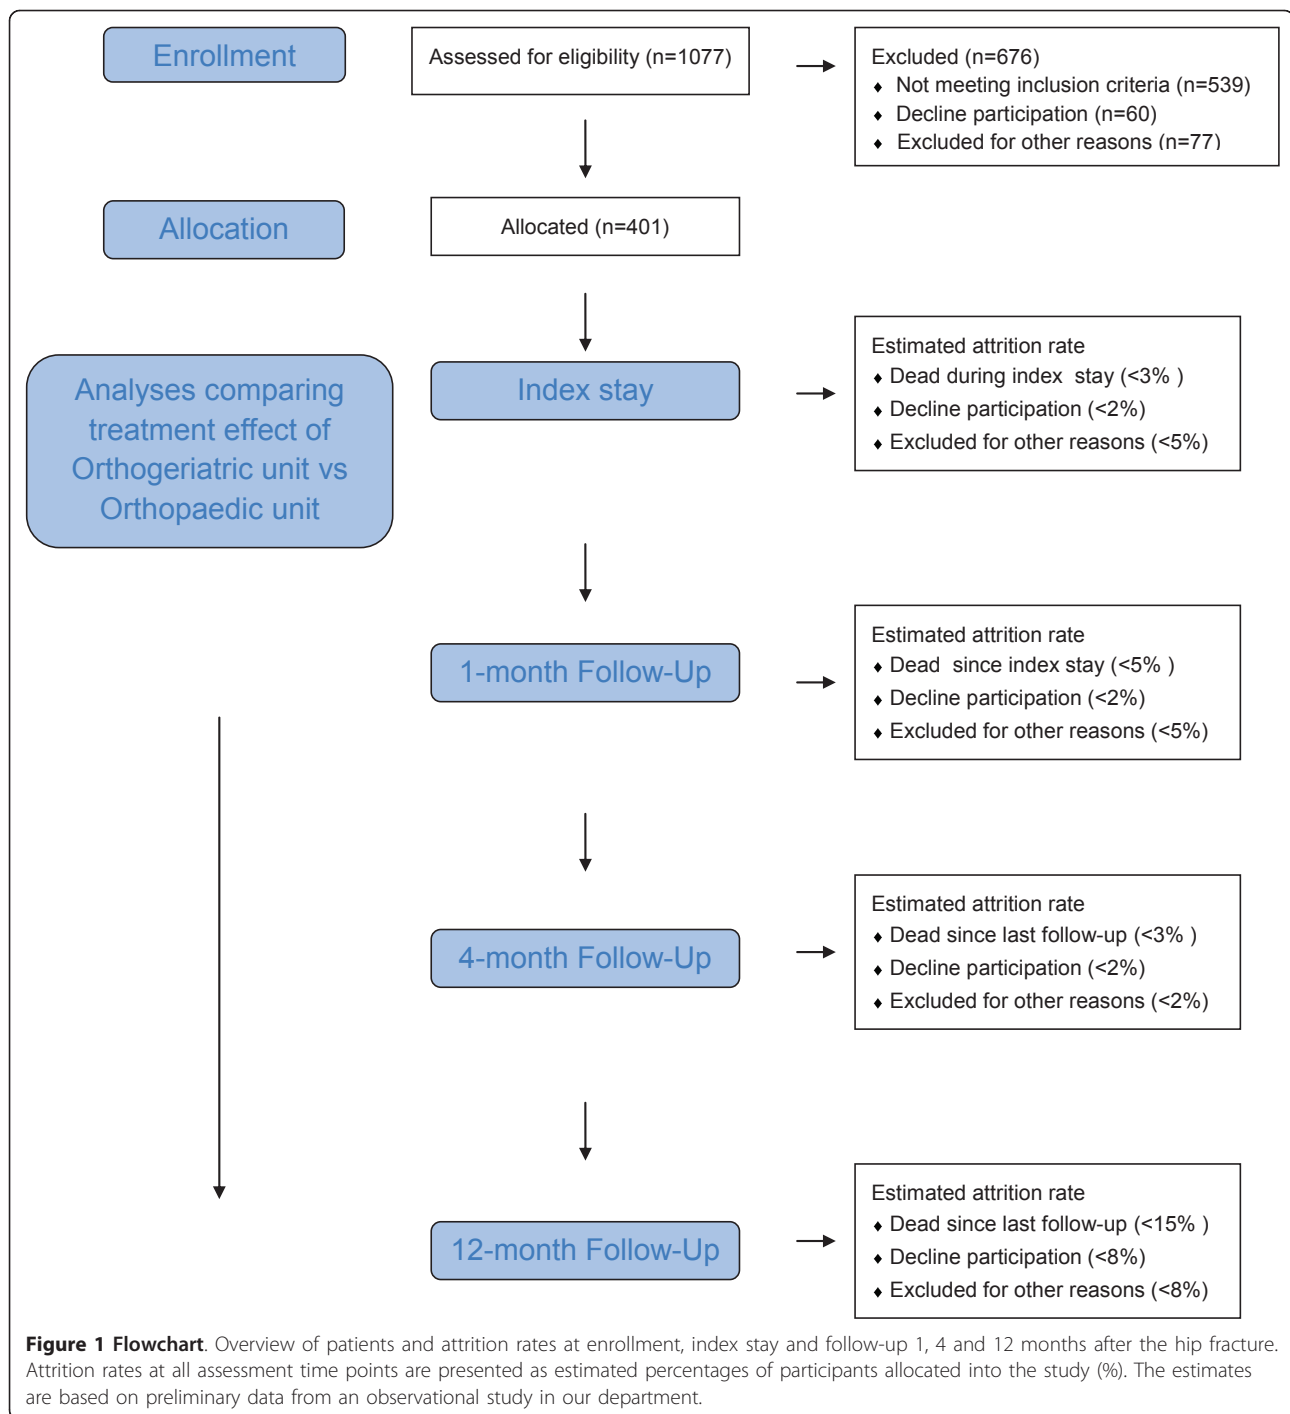 Enrollment
Assessed for eligibility (n=1077)
Excluded (n=676)
♦ Not meeting inclusion criteria (n=539)
♦ Decline participation (n=60)
♦ Excluded for other reasons (n=77)
Allocation
Allocated (n=401)
Analyses comparing
treatment effect of
Orthogeriatric unit vs
Orthopaedic unit
Index stay
Estimated attrition rate
♦ Dead during index stay (<3% )
♦ Decline participation (<2%)
♦ Excluded for other reasons (<5%)
1-month Follow-Up
Estimated attrition rate
♦ Dead since index stay (<5% )
♦ Decline participation (<2%)
♦ Excluded for other reasons (<5%)
4-month Follow-Up
Estimated attrition rate
♦ Dead since last follow-up (<3% )
♦ Decline participation (<2%)
♦ Excluded for other reasons (<2%)
12-month Follow-Up
Estimated attrition rate
♦ Dead since last follow-up (<15% )
♦ Decline participation (<8%)
♦ Excluded for other reasons (<8%)
Figure 1 Flowchart. Overview of patients and attrition rates at enrollment, index stay and follow-up 1, 4 and 12 months after the hip fracture.
Attrition rates at all assessment time points are presented as estimated percentages of participants allocated into the study (%). The estimates
are based on preliminary data from an observational study in our department.